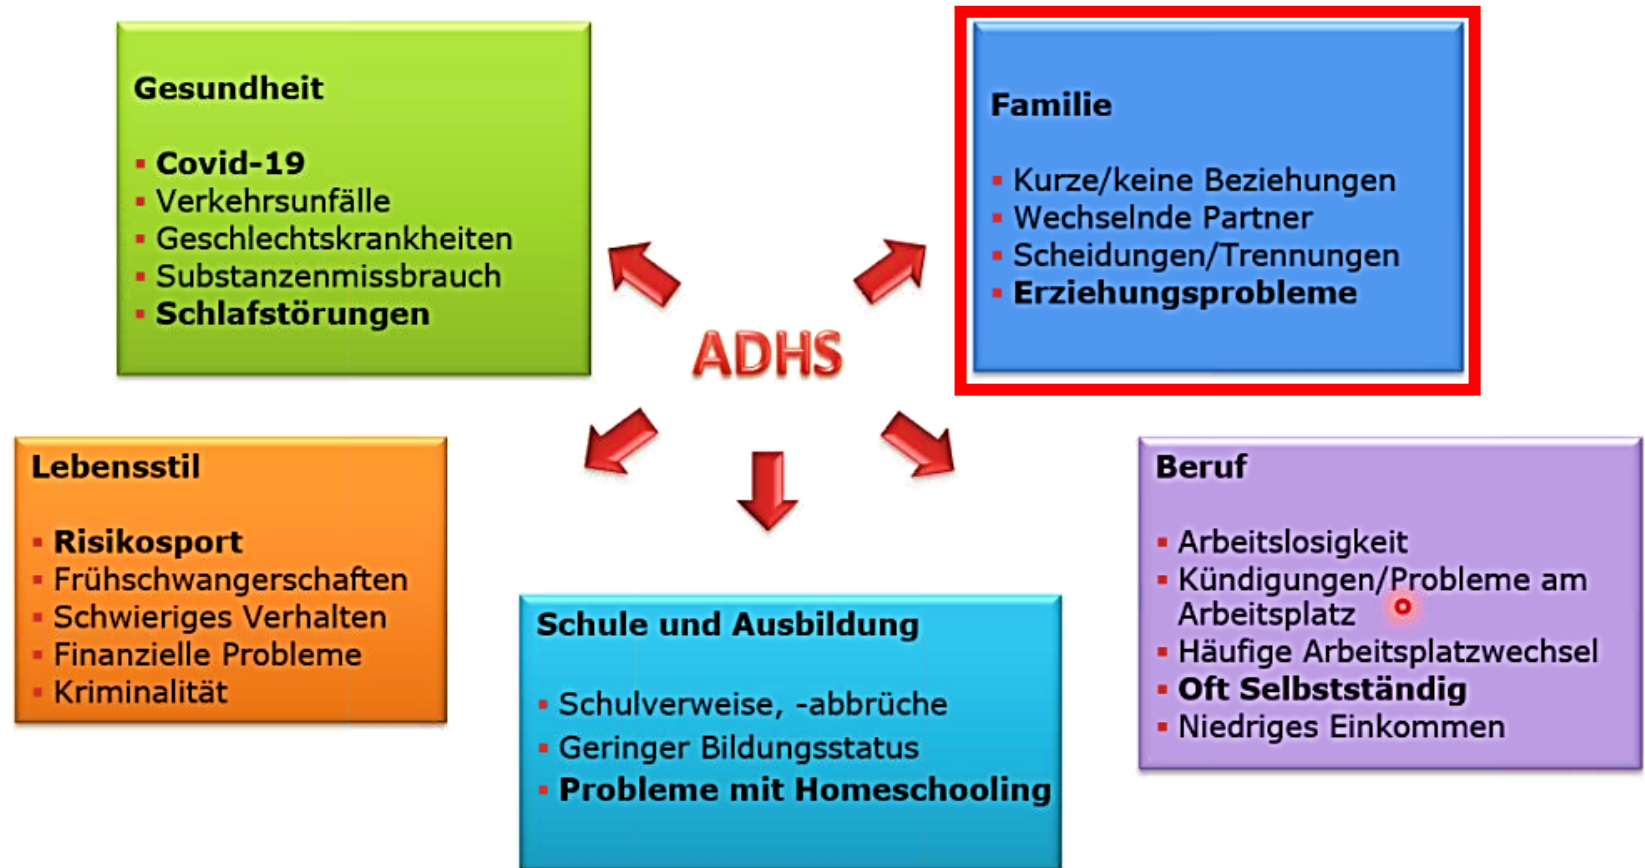 Gesundheit
Covid-19
Verkehrsunfälle
Geschlechtskrankheiten
Substanzenmissbrauch
Schlafstörungen
Familie
Kurze/keine Beziehungen
Wechselnde Partner
Scheidungen/Trennungen
Erziehungsprobleme
ADHS
Lebensstil
Risikosport
Frühschwangerschaften
Schwieriges Verhalten
Finanzielle Probleme
Kriminalität
Schule und Ausbildung
Schulverweise, -abbrüche
Geringer Bildungsstatus
Probleme mit Homeschooling
Beruf
Arbeitslosigkeit
Kündigungen/Probleme am
Arbeitsplatz
Häufige Arbeitsplatzwechsel
Oft Selbstständig
Niedriges Einkommen